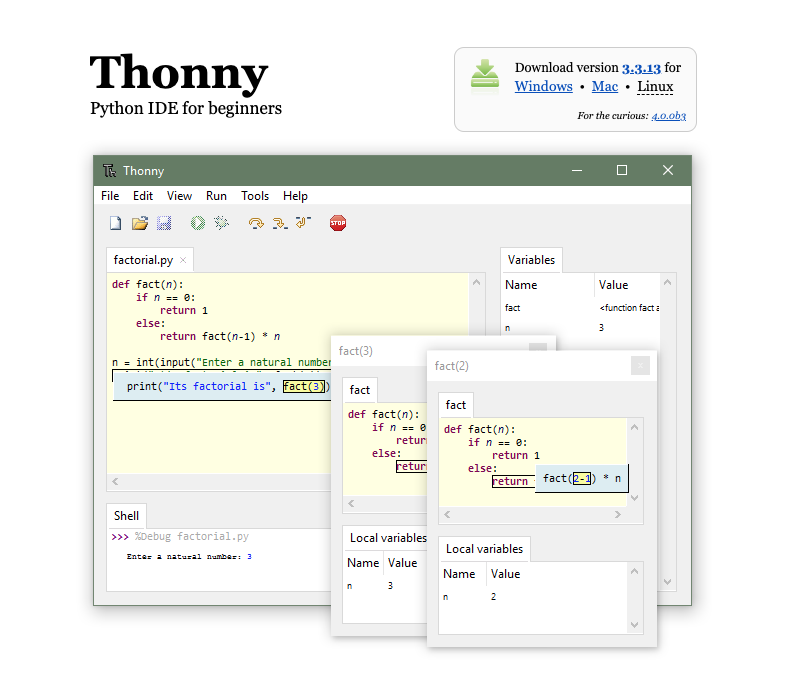 Thonny
Python IDE for beginners
Download version 3.3.13 for
Windows • Mac • Linux
For the curious: 4.0.0b3
Thonny
File Edit View Run Tools Help
STOP
factorial.py ×
def fact(n):
if n == 0:
return 1
else:
return fact(n-1) * n
n = int(input("Enter a natural number
print("Its factorial is", fact(3))
Variables
Name Value
fact <function fact a
n 3
Shell
>>> %Debug factorial.py
Enter a natural number: 3
fact(3)
fact
def fact(n):
if n == 0
return
else:
return
Local variables
Name Value
n 3
fact(2)
fact
def fact(n):
if n == 0:
return 1
else:
return fact(2-1) * n
Local variables
Name Value
n 2